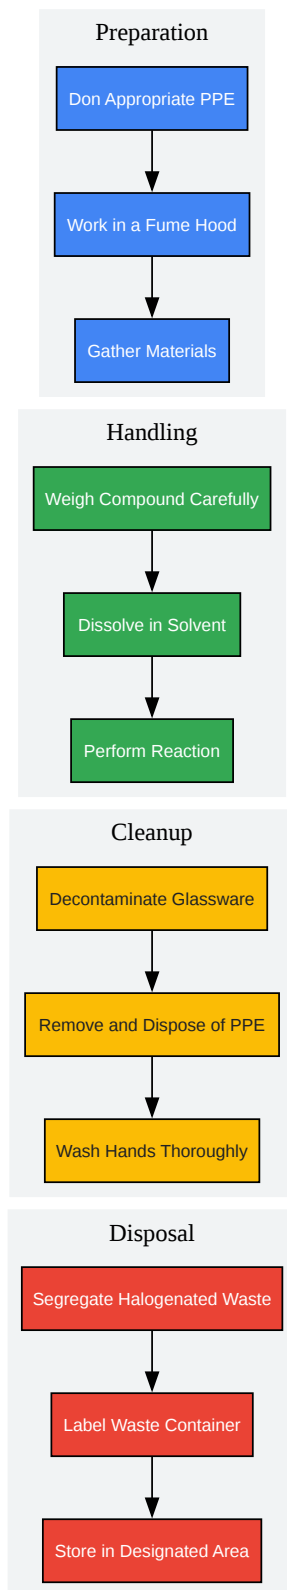 Preparation
Don Appropriate PPE
Work in a Fume Hood
Gather Materials
Handling
Weigh Compound Carefully
Dissolve in Solvent
Perform Reaction
Cleanup
Decontaminate Glassware
Remove and Dispose of PPE
Wash Hands Thoroughly
Disposal
Segregate Halogenated Waste
Label Waste Container
Store in Designated Area